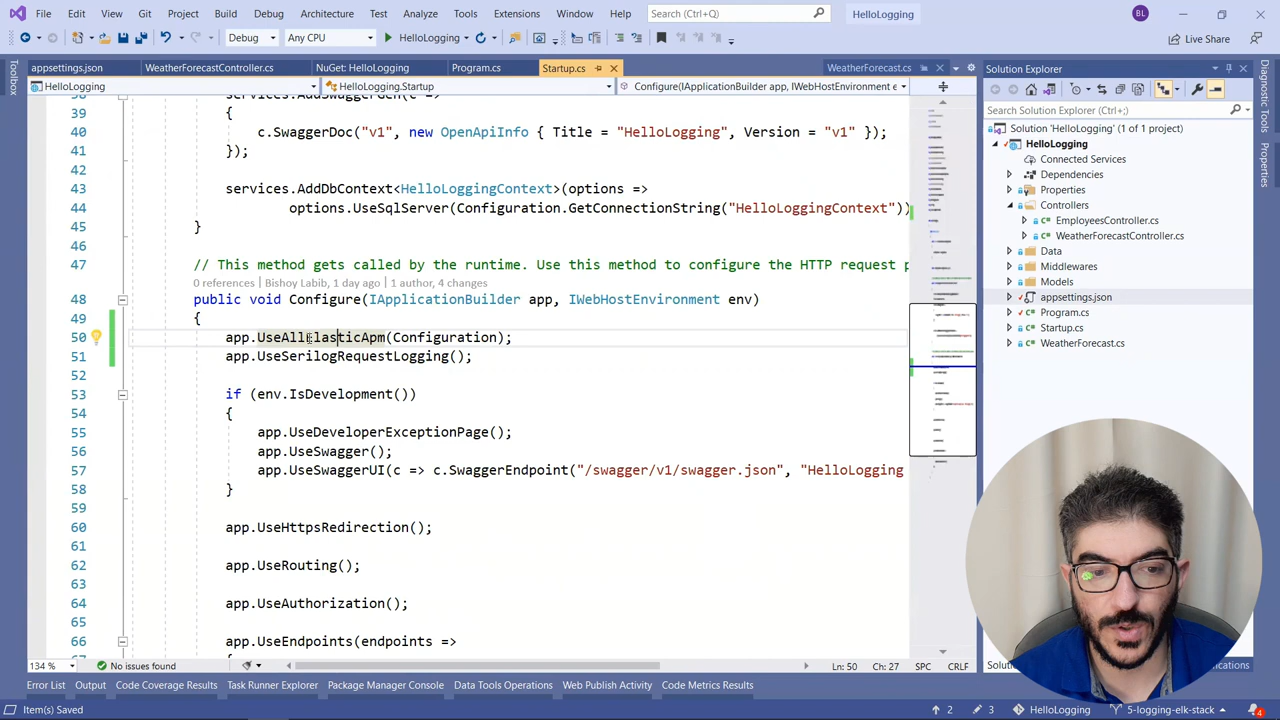 File Edit View Git Project Build Debug Test Analyze Tools Extensions Window Help Search (Ctrl+Q) HelloLogging BL
Debug Any CPU HelloLogging Live Share
appsettings.json WeatherForecastController.cs NuGet: HelloLogging Program.cs Startup.cs WeatherForecast.cs Solution Explorer
HelloLogging HelloLogging.Startup Configure(IApplicationBuilder app, IWebHostEnvironment e
Toolbox
Diagnostic Tools
Properties
Search Solution Explorer (Ctrl+;)
Solution 'HelloLogging' (1 of 1 project)
HelloLogging
Connected Services
Dependencies
Properties
Controllers
EmployeesController.cs
WeatherForecastController.cs
Data
Middlewares
Models
appsettings.json
Program.cs
Startup.cs
WeatherForecast.cs
38 services.AddSwaggerGen(c =>
39 {
40 c.SwaggerDoc("v1", new OpenApiInfo { Title = "HelloLogging", Version = "v1" });
41 });
42
43 services.AddDbContext<HelloLoggingContext>(options =>
44 options.UseSqlServer(Configuration.GetConnectionString("HelloLoggingContext"))
45 }
46
47 // This method gets called by the runtime. Use this method to configure the HTTP request p
0 references | Bishoy Labib, 1 day ago | 1 author, 4 changes
48 public void Configure(IApplicationBuilder app, IWebHostEnvironment env)
49 {
50 app.useAllElasticApm(Configuration);
51 app.UseSerilogRequestLogging();
52
53 if (env.IsDevelopment())
54 {
55 app.UseDeveloperExceptionPage();
56 app.UseSwagger();
57 app.UseSwaggerUI(c => c.SwaggerEndpoint("/swagger/v1/swagger.json", "HelloLogging
58 }
59
60 app.UseHttpsRedirection();
61
62 app.UseRouting();
63
64 app.UseAuthorization();
65
66 app.UseEndpoints(endpoints =>
134 % No issues found Ln: 50 Ch: 27 SPC CRLF
Error List Output Code Coverage Results Task Runner Explorer Package Manager Console Data Tools Operations Web Publish Activity Code Metrics Results
Item(s) Saved 2 3 HelloLogging 5-logging-elk-stack 4